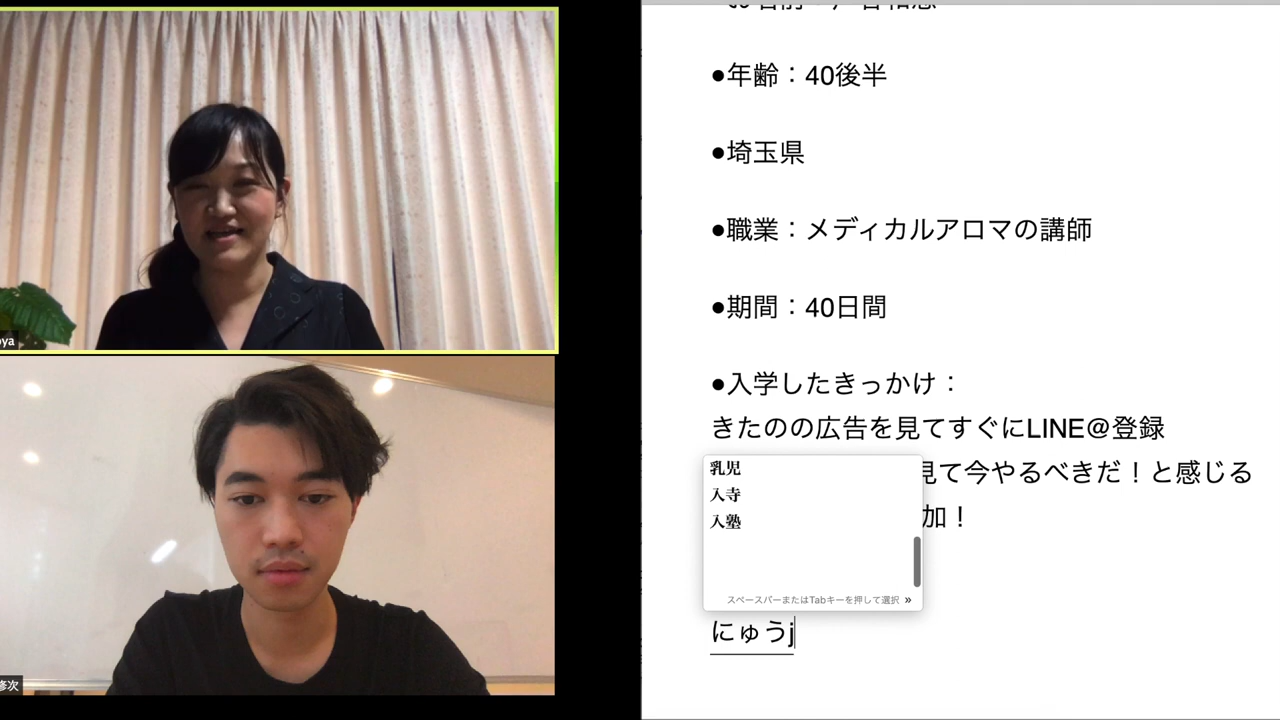 oya
修次
●年齢：40後半
●埼玉県
●職業：メディカルアロマの講師
●期間：40日間
●入学したきっかけ：
きたのの広告を見てすぐにLINE@登録
見て今やるべきだ！と感じる
加！
乳児
入寺
入塾
スペースバーまたはTabキーを押して選択 »
にゅうj